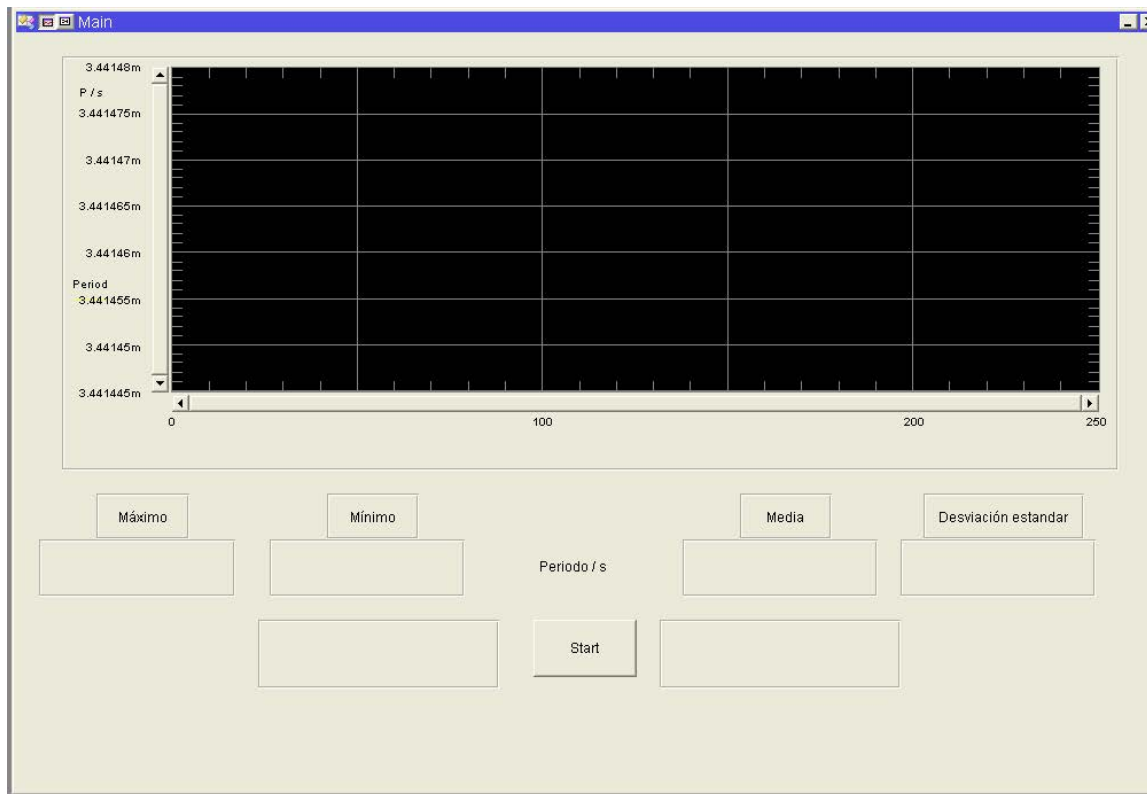 Main
3.44148m
P / s
3.441475m
3.44147m
3.441465m
3.44146m
Period
3.441455m
3.44145m
3.441445m
0 100 200 250
Máximo Mínimo Media Desviación estandar
Periodo / s
Start